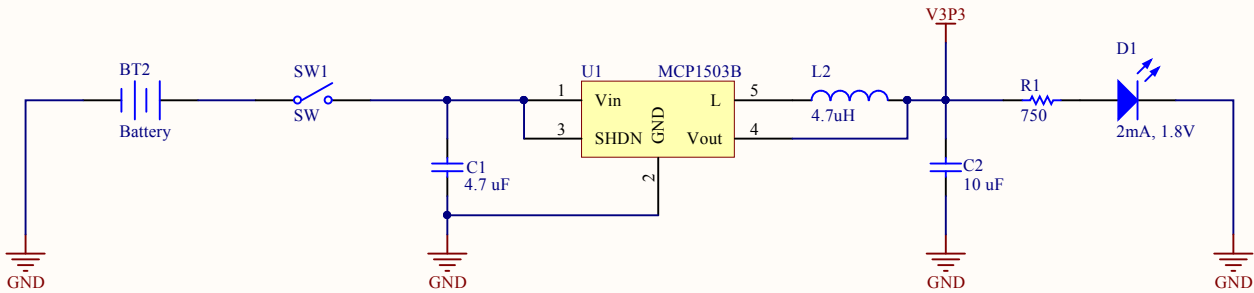 V3P3
BT2
Battery
SW1
SW
U1 MCP1503B
1 Vin
3 SHDN
GND
2
L 5
Vout 4
L2
4.7uH
C1
4.7 uF
C2
10 uF
R1
750
D1
2mA, 1.8V
GND
GND
GND
GND